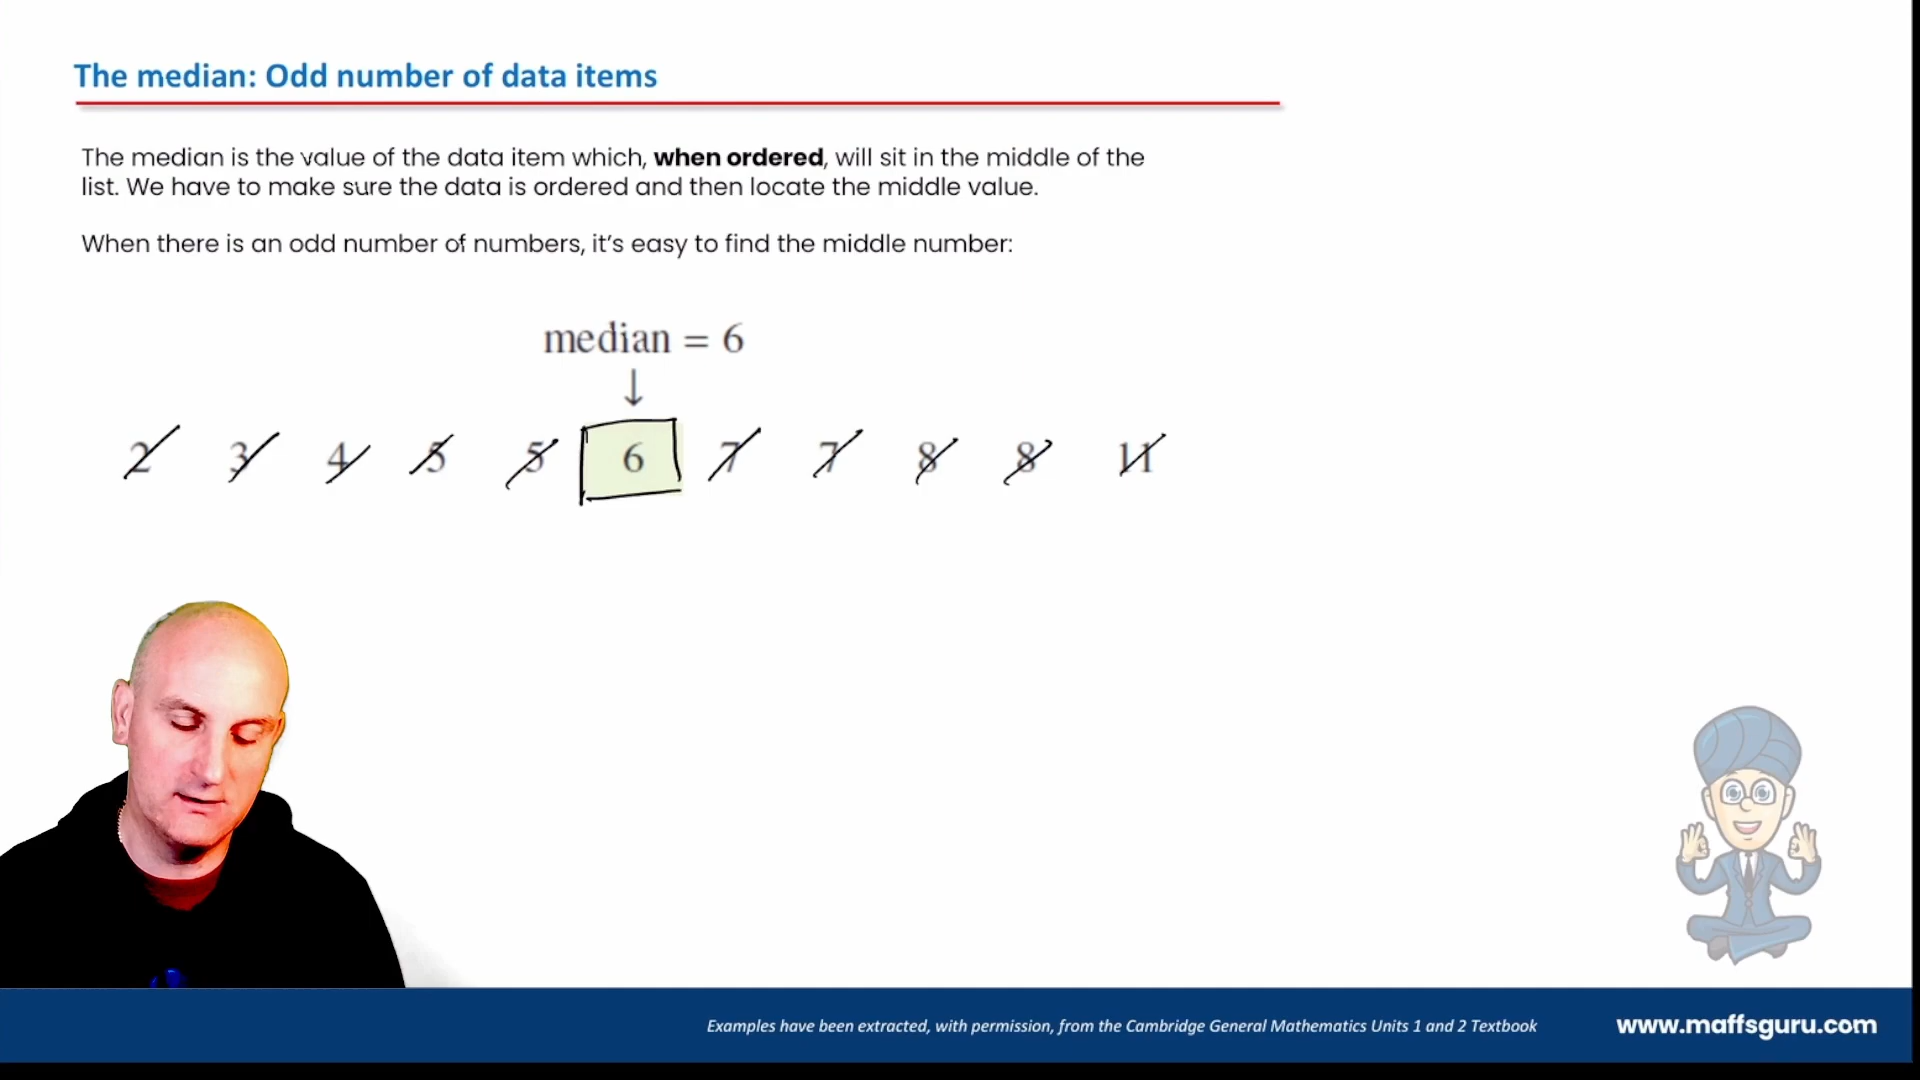 The median: Odd number of data items
The median is the value of the data item which, when ordered, will sit in the middle of the
list. We have to make sure the data is ordered and then locate the middle value.
When there is an odd number of numbers, it's easy to find the middle number:
median = 6
↓
2 3 4 5 5 6 7 7 8 8 11
Examples have been extracted, with permission, from the Cambridge General Mathematics Units 1 and 2 Textbook
www.maffsguru.com